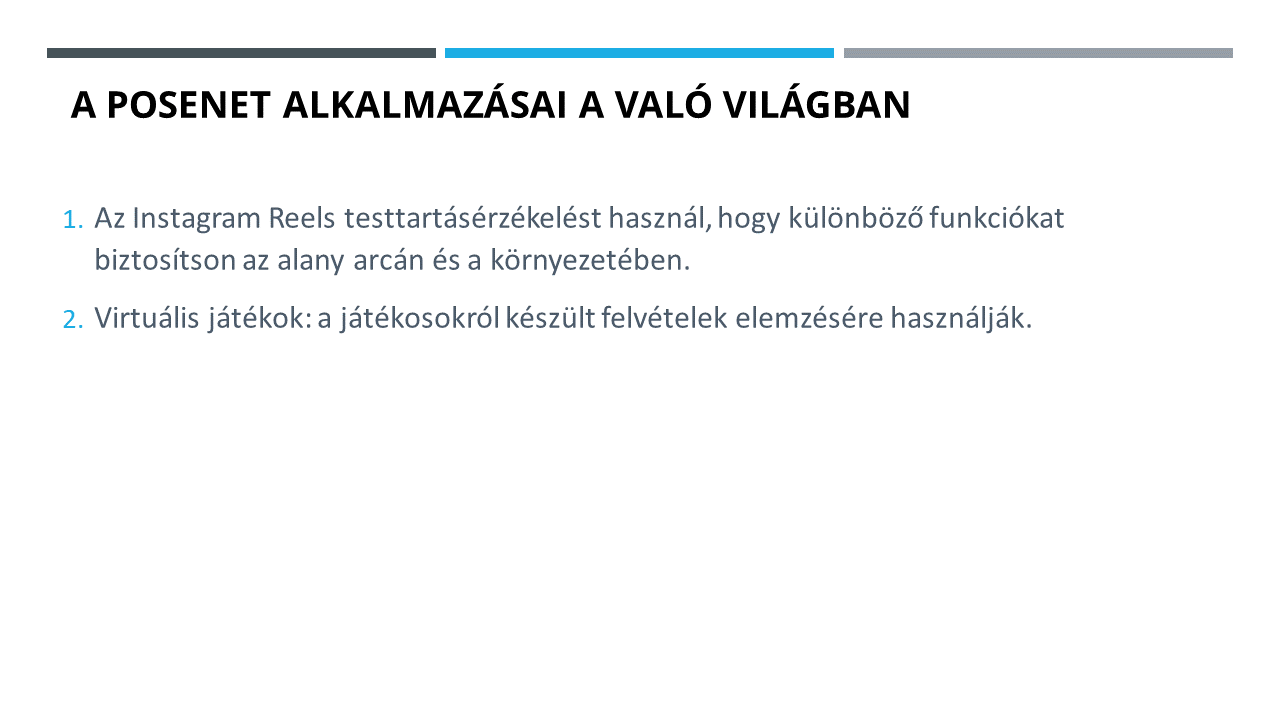 A POSENET ALKALMAZÁSAI A VALÓ VILÁGBAN
1. Az Instagram Reels testtartásérzékelést használ, hogy különböző funkciókat
biztosítson az alany arcán és a környezetében.
2. Virtuális játékok: a játékosokról készült felvételek elemzésére használják.